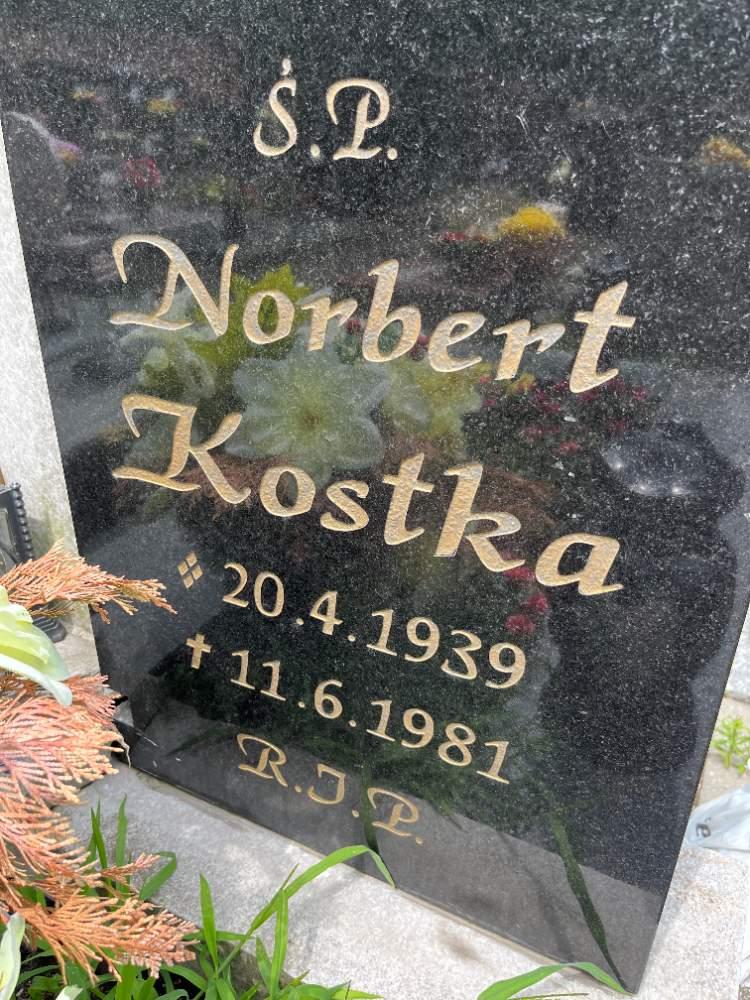 Ś.P.
Norbert
Kostka
20.4.1939
11.6.1981
R.I.P.